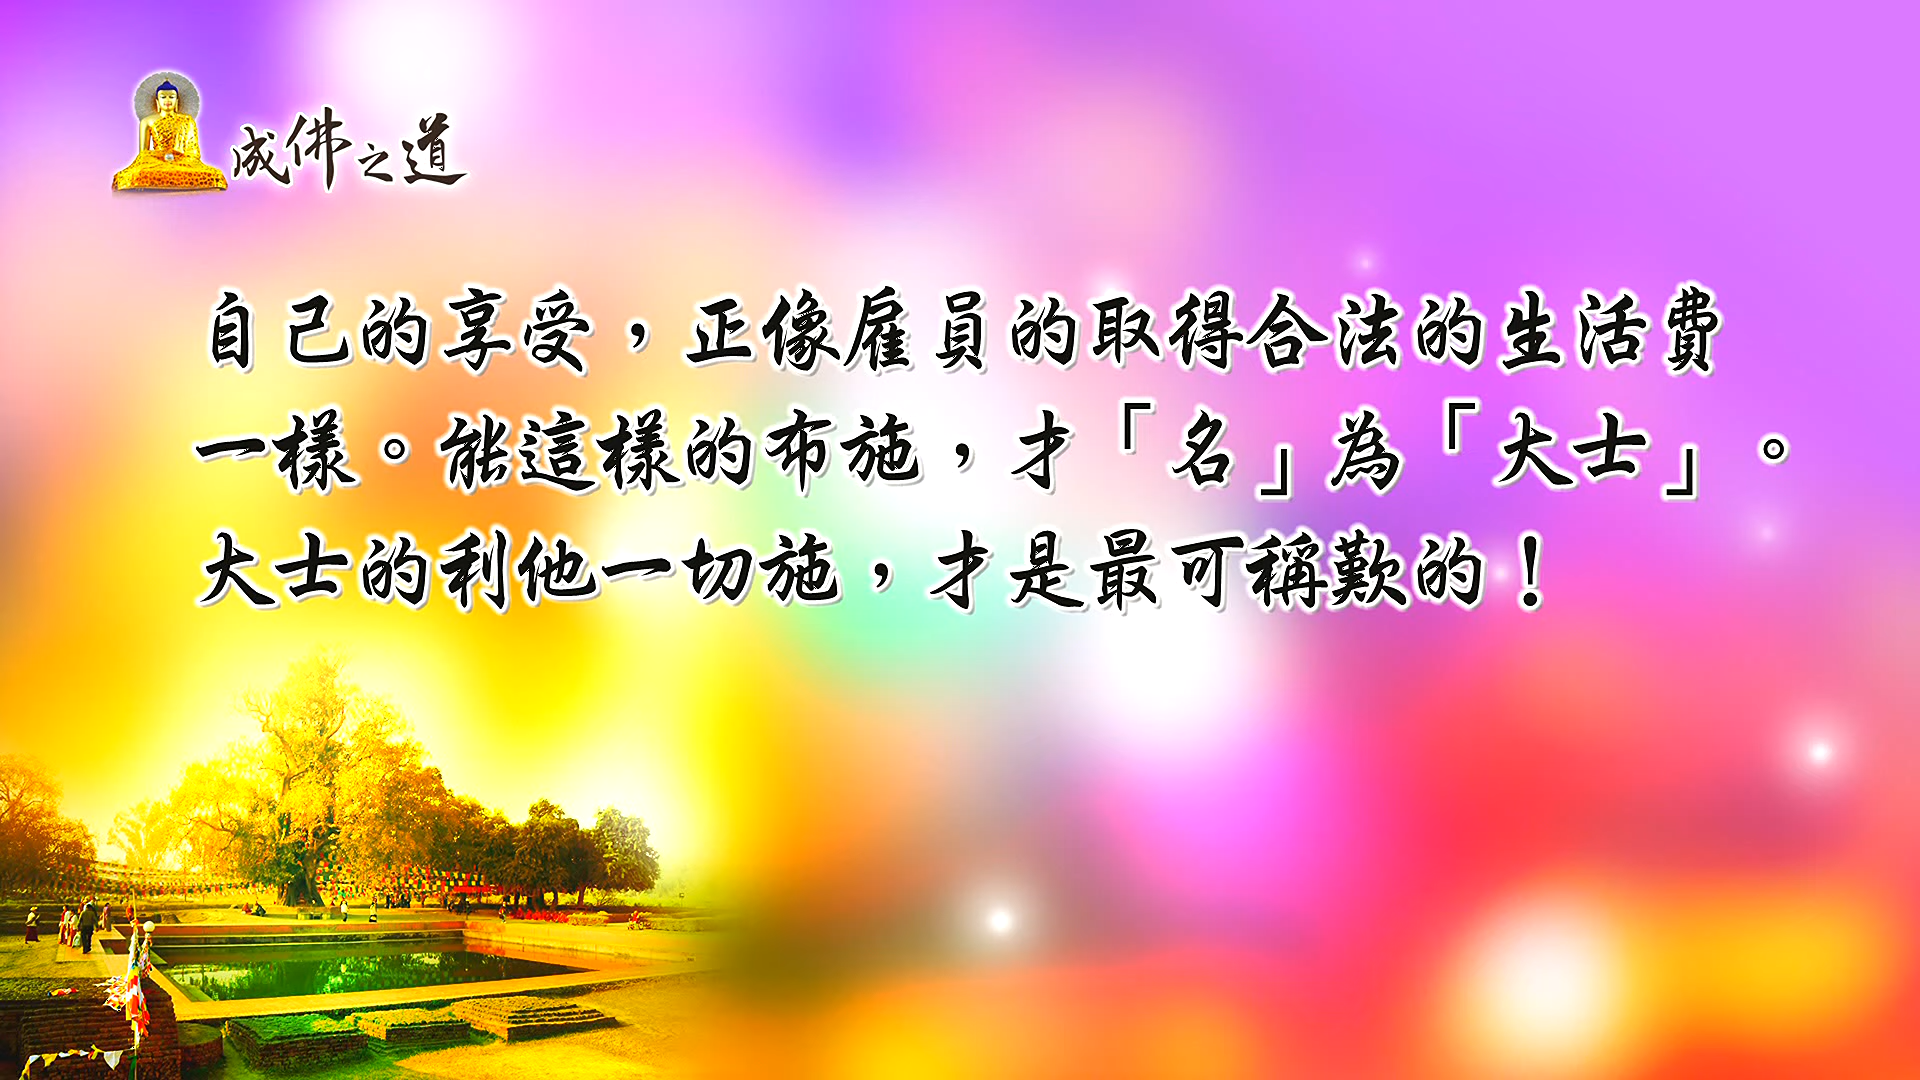 成佛之道
自己的享受，正像雇員的取得合法的生活費
一樣。能這樣的布施，才「名」為「大士」。
大士的利他一切施，才是最可稱歎的！